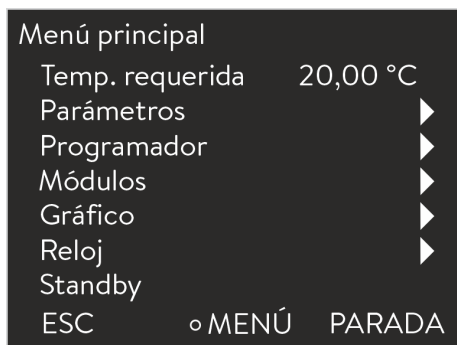 Menú principal
Temp. requerida 20,00 °C
Parámetros
Programador
Módulos
Gráfico
Reloj
Standby
ESC ○ MENÚ PARADA